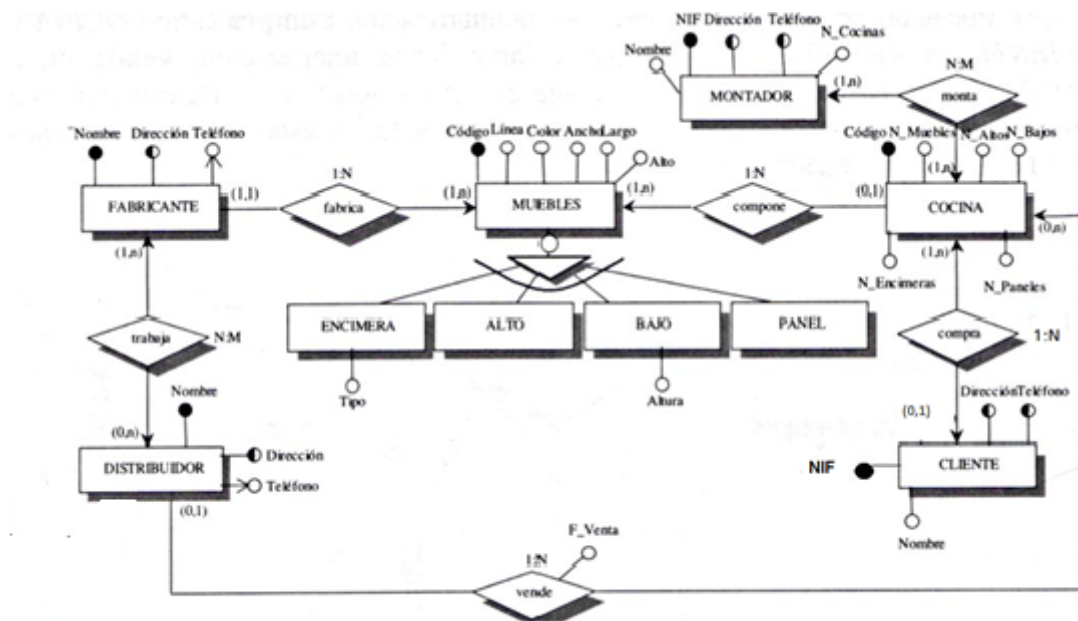 NIF Dirección Teléfono
N_Cocinas
Nombre
MONTADOR
(1,n)
N:M
monta
Nombre Dirección Teléfono
FABRICANTE
(1,1)
1:N
fabrica
(1,n)
Código Línea Color Ancho Largo
Alto
MUEBLES
(1,n)
1:N
compone
(0,1)
Código N_Muebles N_Altos N_Bajos
(1,n)
COCINA
(0,n)
N_Encimeras
(1,n)
N_Paneles
(1,n)
trabaja
N:M
ENCIMERA
ALTO
BAJO
PANEL
Tipo
Altura
compra
1:N
Nombre
(0,n)
DISTRIBUIDOR
Dirección
Teléfono
(0,1)
(0,1)
Dirección Teléfono
NIF
CLIENTE
Nombre
F_Venta
1:N
vende